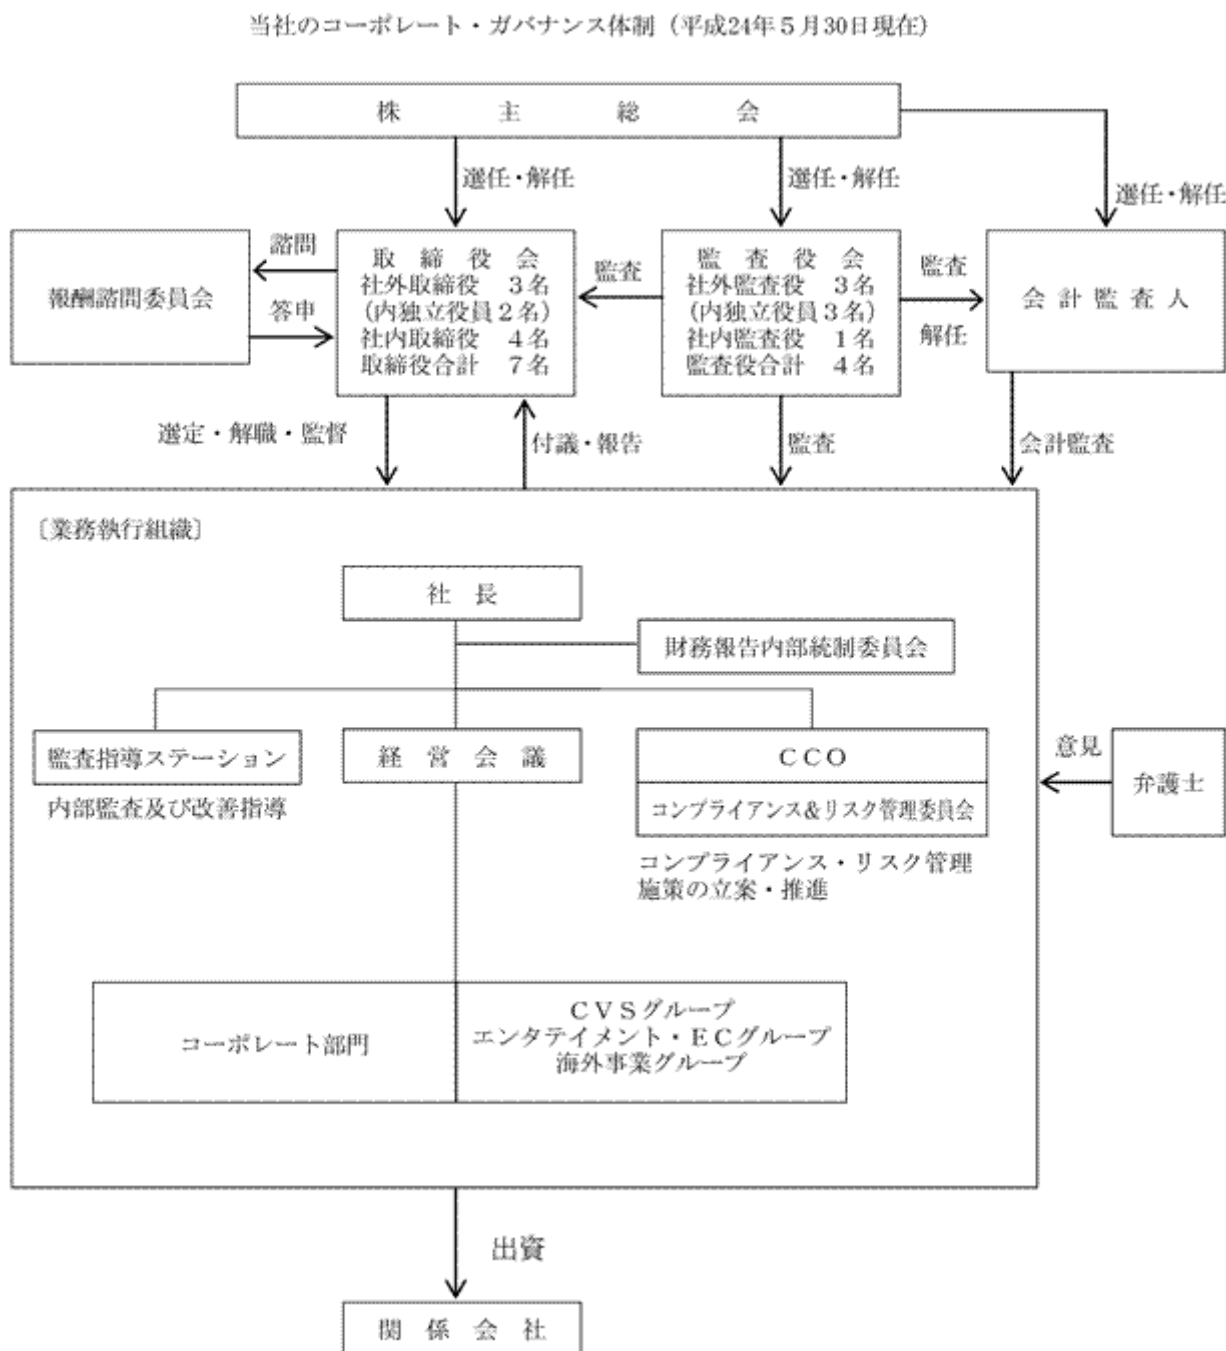 当社のコーポレート・ガバナンス体制（平成24年５月30日現在）
株主総会
選任・解任
選任・解任
選任・解任
諮問
報酬諮問委員会
答申
取締役会
社外取締役　３名
(内独立役員２名)
社内取締役　４名
取締役合計　７名
監査
監査役会
社外監査役　３名
(内独立役員３名)
社内監査役　１名
監査役合計　４名
監査
解任
会計監査人
選定・解職・監督
付議・報告
監査
会計監査
〔業務執行組織〕
社長
財務報告内部統制委員会
監査指導ステーション
内部監査及び改善指導
経営会議
ＣＣＯ
コンプライアンス＆リスク管理委員会
コンプライアンス・リスク管理
施策の立案・推進
意見
弁護士
コーポレート部門
ＣＶＳグループ
エンタテイメント・ＥＣグループ
海外事業グループ
出資
関係会社